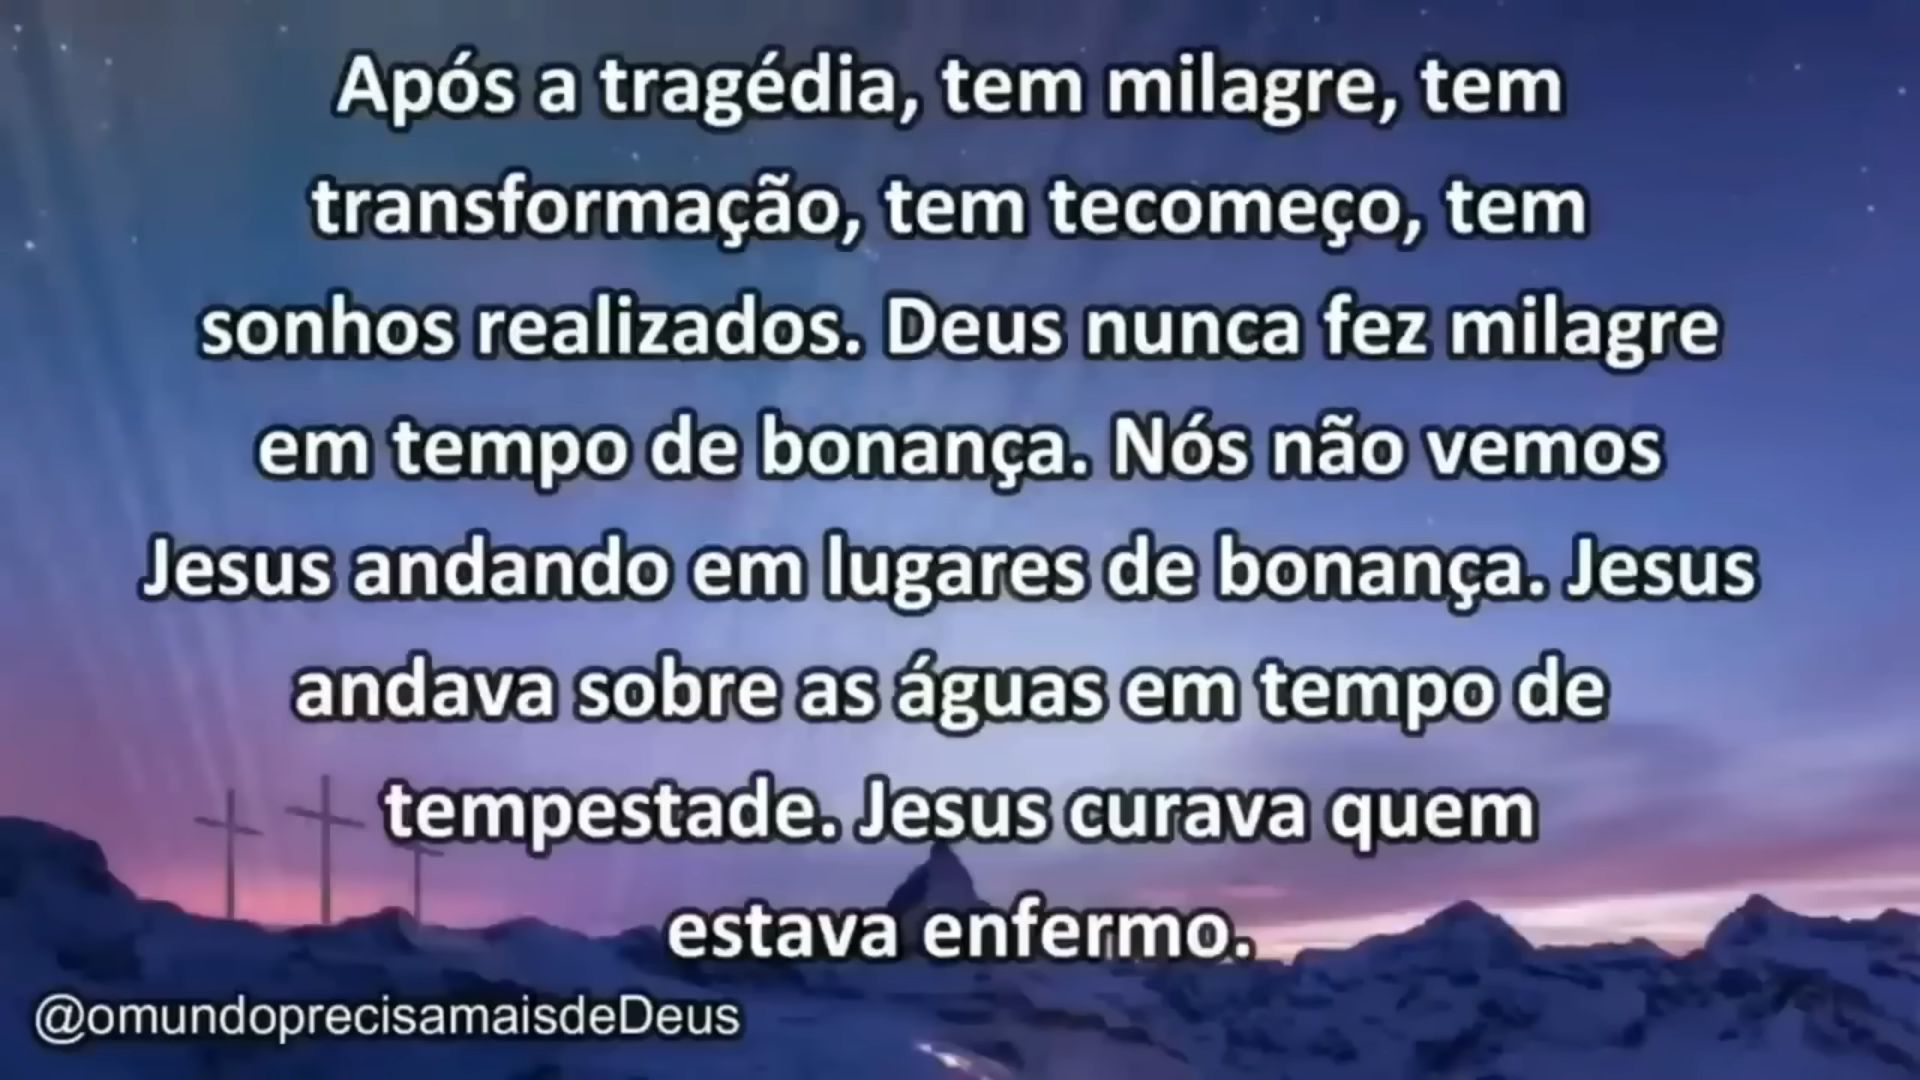 Após a tragédia, tem milagre, tem
transformação, tem tecomeço, tem
sonhos realizados. Deus nunca fez milagre
em tempo de bonança. Nós não vemos
Jesus andando em lugares de bonança. Jesus
andava sobre as águas em tempo de
tempestade. Jesus curava quem
estava enfermo.
@omundoprecisamaisdeDeus